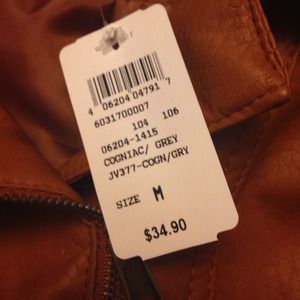 4 06204 04791 7
6031700007
104 106
06204-1415
COGNIAC/ GREY
JV377-COGN/GRY
SIZE M
$34.90